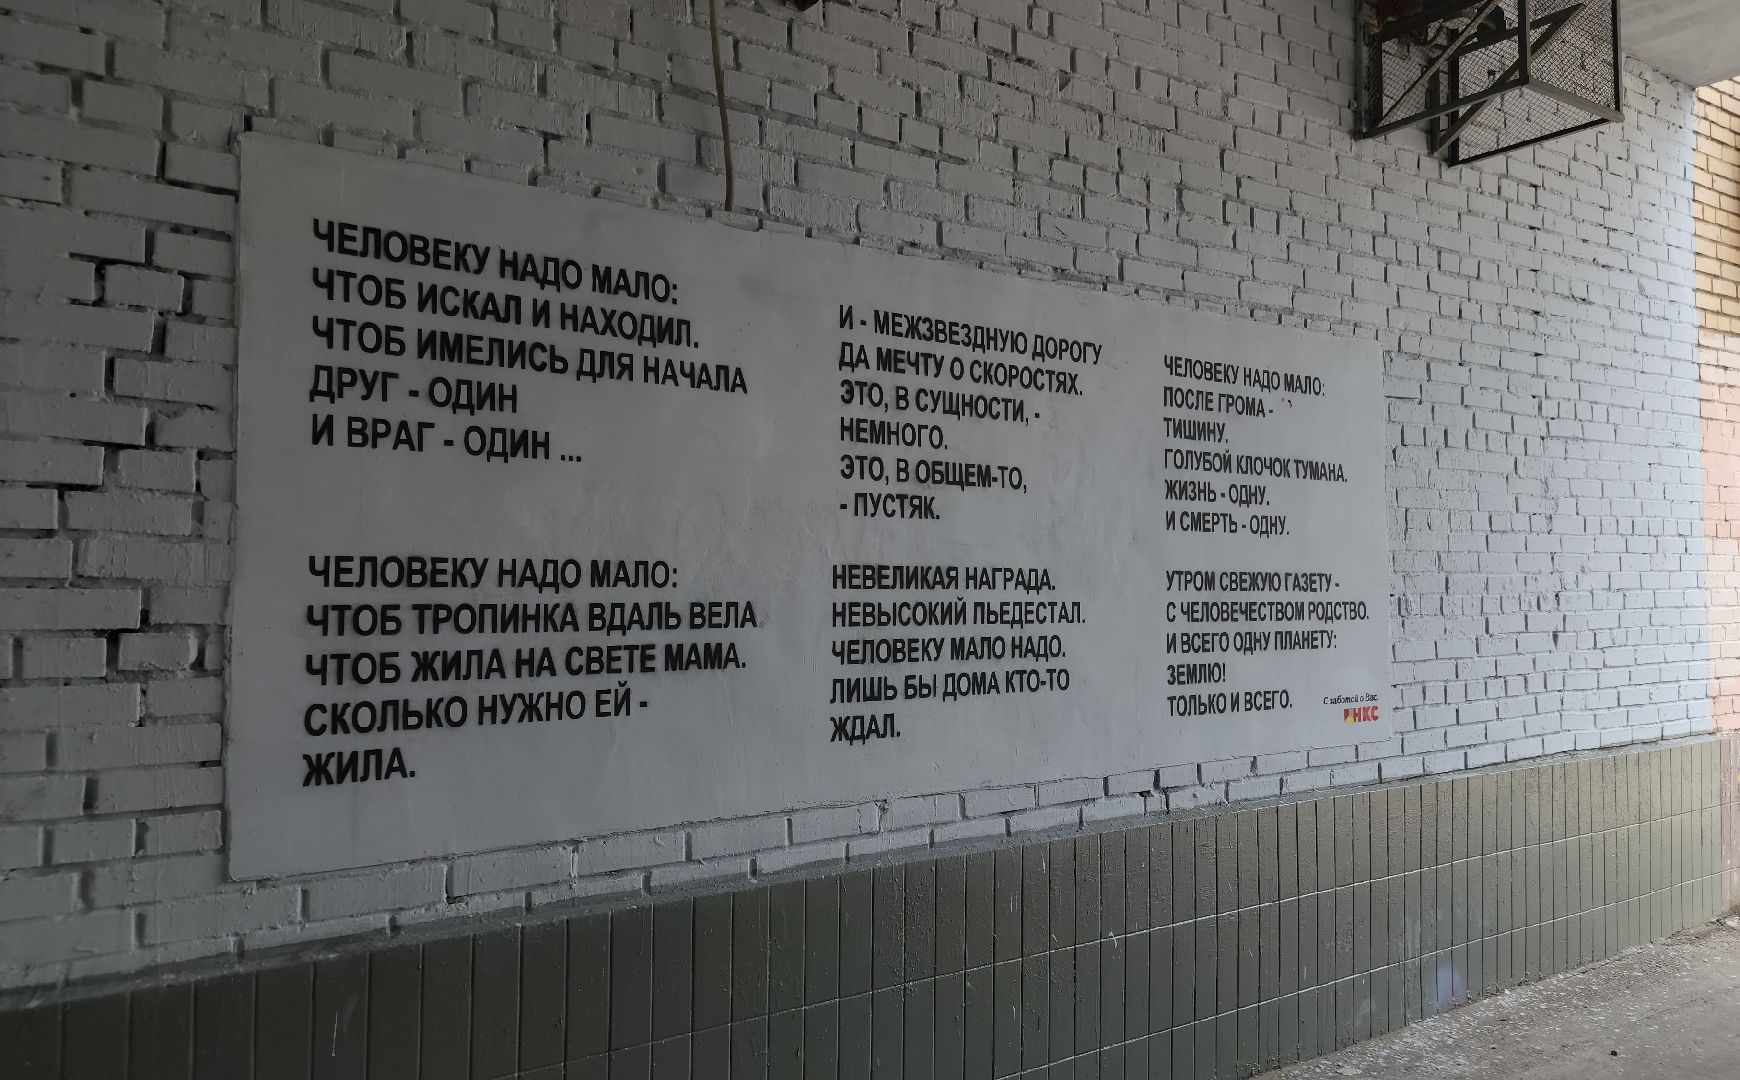 ЧЕЛОВЕКУ НАДО МАЛО:
ЧТОБ ИСКАЛ И НАХОДИЛ.
ЧТОБ ИМЕЛИСЬ ДЛЯ НАЧАЛА
ДРУГ - ОДИН
И ВРАГ - ОДИН ...
ЧЕЛОВЕКУ НАДО МАЛО:
ЧТОБ ТРОПИНКА ВДАЛЬ ВЕЛА
ЧТОБ ЖИЛА НА СВЕТЕ МАМА.
СКОЛЬКО НУЖНО ЕЙ -
ЖИЛА.
И - МЕЖЗВЕЗДНУЮ ДОРОГУ
ДА МЕЧТУ О СКОРОСТЯХ.
ЭТО, В СУЩНОСТИ, -
НЕМНОГО.
ЭТО, В ОБЩЕМ-ТО,
- ПУСТЯК.
НЕВЕЛИКАЯ НАГРАДА.
НЕВЫСОКИЙ ПЬЕДЕСТАЛ.
ЧЕЛОВЕКУ МАЛО НАДО.
ЛИШЬ БЫ ДОМА КТО-ТО
ЖДАЛ.
ЧЕЛОВЕКУ НАДО МАЛО:
ПОСЛЕ ГРОМА -
ТИШИНУ.
ГОЛУБОЙ КЛОЧОК ТУМАНА.
ЖИЗНЬ - ОДНУ.
И СМЕРТЬ - ОДНУ.
УТРОМ СВЕЖУЮ ГАЗЕТУ -
С ЧЕЛОВЕЧЕСТВОМ РОДСТВО.
И ВСЕГО ОДНУ ПЛАНЕТУ:
ЗЕМЛЮ!
ТОЛЬКО И ВСЕГО.
С заботой о Вас,
НКС